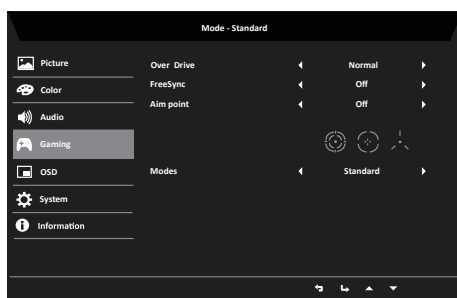 Mode - Standard
Picture
Color
Audio
Gaming
OSD
System
Information
Over Drive Normal
FreeSync Off
Aim point Off
Modes Standard